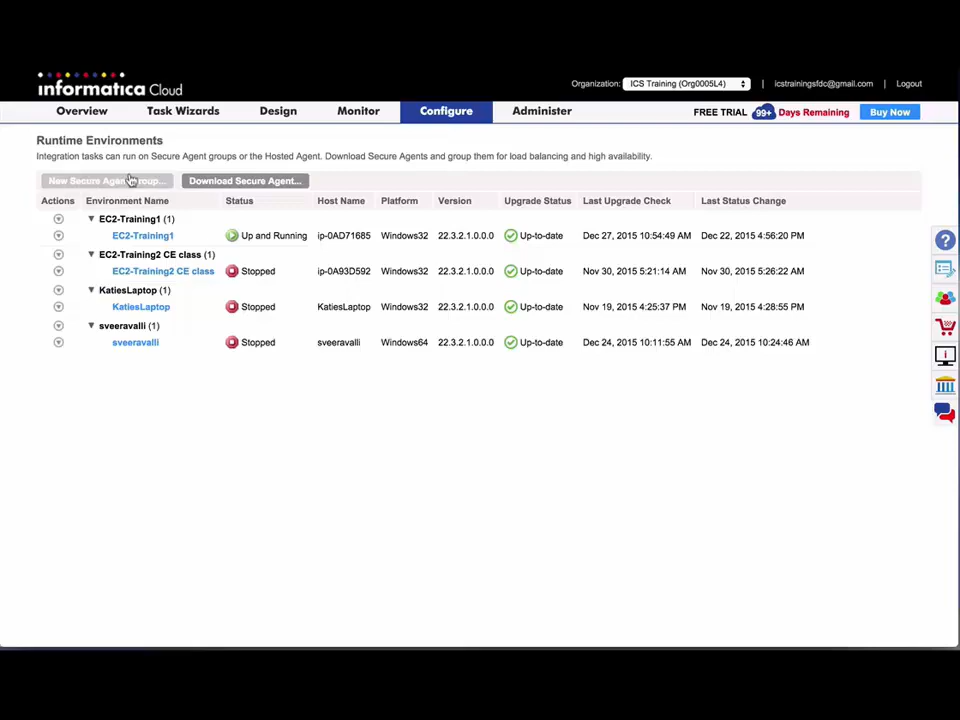 informatica Cloud
Organization: ICS Training (Org0005L4) | icstrainingsfdc@gmail.com | Logout
Overview Task Wizards Design Monitor Configure Administer FREE TRIAL 99+ Days Remaining Buy Now
Runtime Environments
Integration tasks can run on Secure Agent groups or the Hosted Agent. Download Secure Agents and group them for load balancing and high availability.
New Secure Agent Group... Download Secure Agent...
Actions Environment Name Status Host Name Platform Version Upgrade Status Last Upgrade Check Last Status Change
EC2-Training1 (1)
EC2-Training1 Up and Running ip-0AD71685 Windows32 22.3.2.1.0.0.0 Up-to-date Dec 27, 2015 10:54:49 AM Dec 22, 2015 4:56:20 PM
EC2-Training2 CE class (1)
EC2-Training2 CE class Stopped ip-0A93D592 Windows32 22.3.2.1.0.0.0 Up-to-date Nov 30, 2015 5:21:14 AM Nov 30, 2015 5:26:22 AM
KatiesLaptop (1)
KatiesLaptop Stopped KatiesLaptop Windows32 22.3.2.1.0.0.0 Up-to-date Nov 19, 2015 4:25:37 PM Nov 19, 2015 4:28:55 PM
sveeravalli (1)
sveeravalli Stopped sveeravalli Windows64 22.3.2.1.0.0.0 Up-to-date Dec 24, 2015 10:11:55 AM Dec 24, 2015 10:24:46 AM